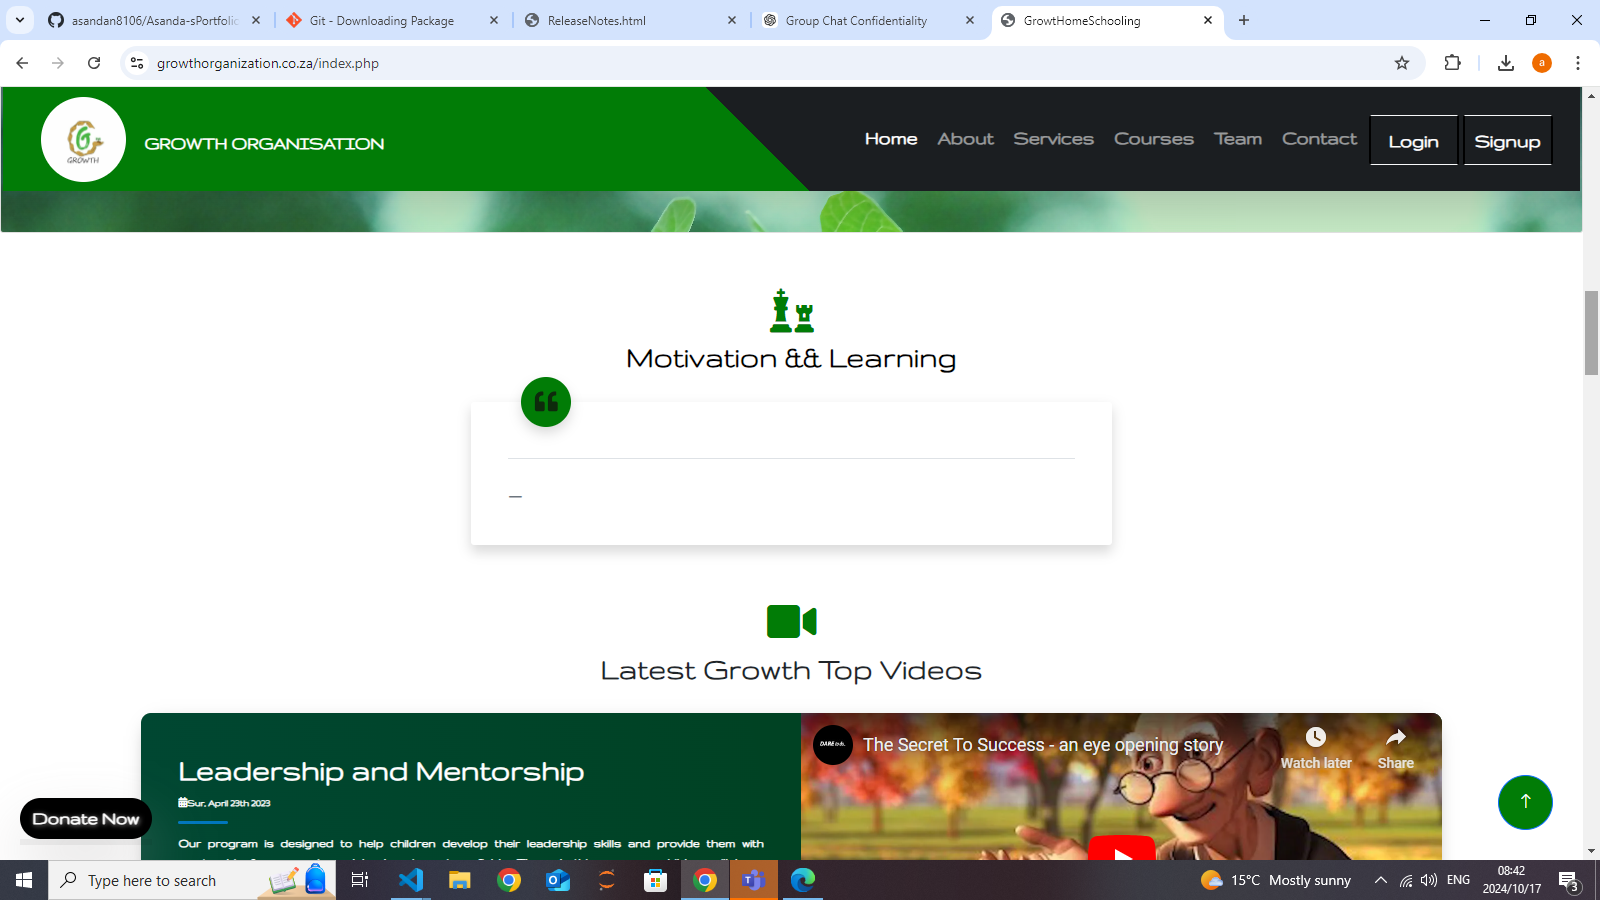 asandan8106/Asanda-sPortfolio
Git - Downloading Package
ReleaseNotes.html
Group Chat Confidentiality
GrowtHomeSchooling
growthorganization.co.za/index.php
a
GROWTH
GROWTH ORGANISATION
Home
About
Services
Courses
Team
Contact
Login
Signup
Motivation && Learning
—
Latest Growth Top Videos
Leadership and Mentorship
Sur, April 23th 2023
Our program is designed to help children develop their leadership skills and provide them with
The Secret To Success - an eye opening story
Watch later
Share
Donate Now
Type here to search
15°C Mostly sunny
ENG
08:42
2024/10/17
3